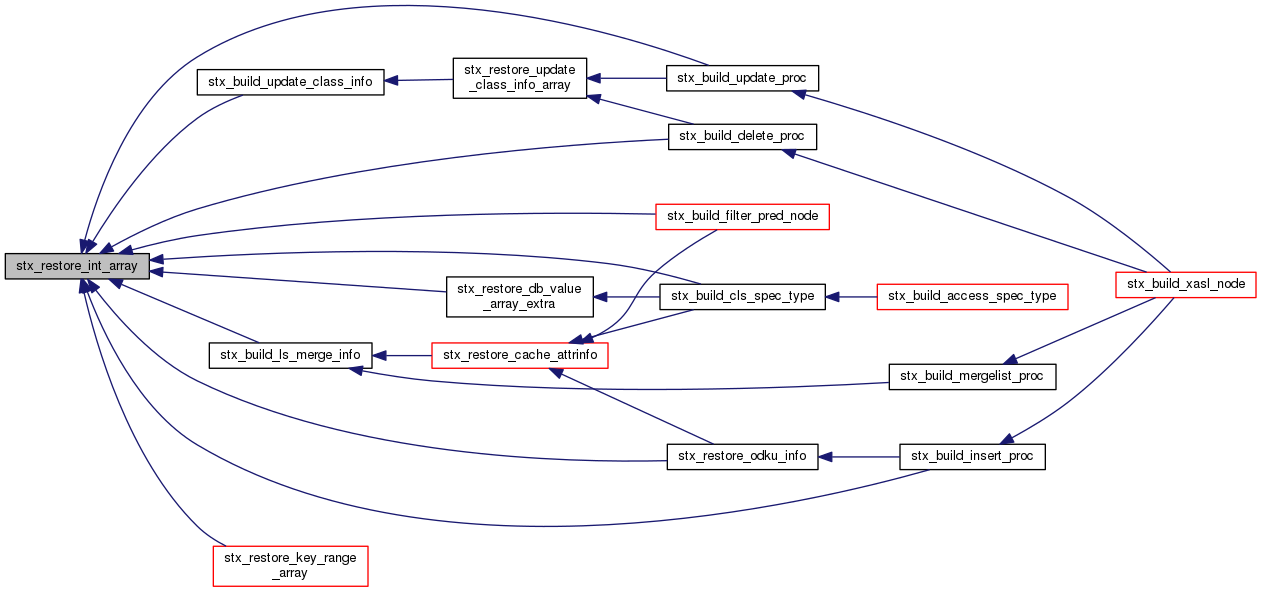 stx_restore_int_array
stx_build_update_class_info
stx_restore_update
_class_info_array
stx_build_update_proc
stx_build_delete_proc
stx_build_filter_pred_node
stx_restore_db_value
_array_extra
stx_build_cls_spec_type
stx_build_access_spec_type
stx_build_xasl_node
stx_build_ls_merge_info
stx_restore_cache_attrinfo
stx_build_mergelist_proc
stx_restore_odku_info
stx_build_insert_proc
stx_restore_key_range
_array